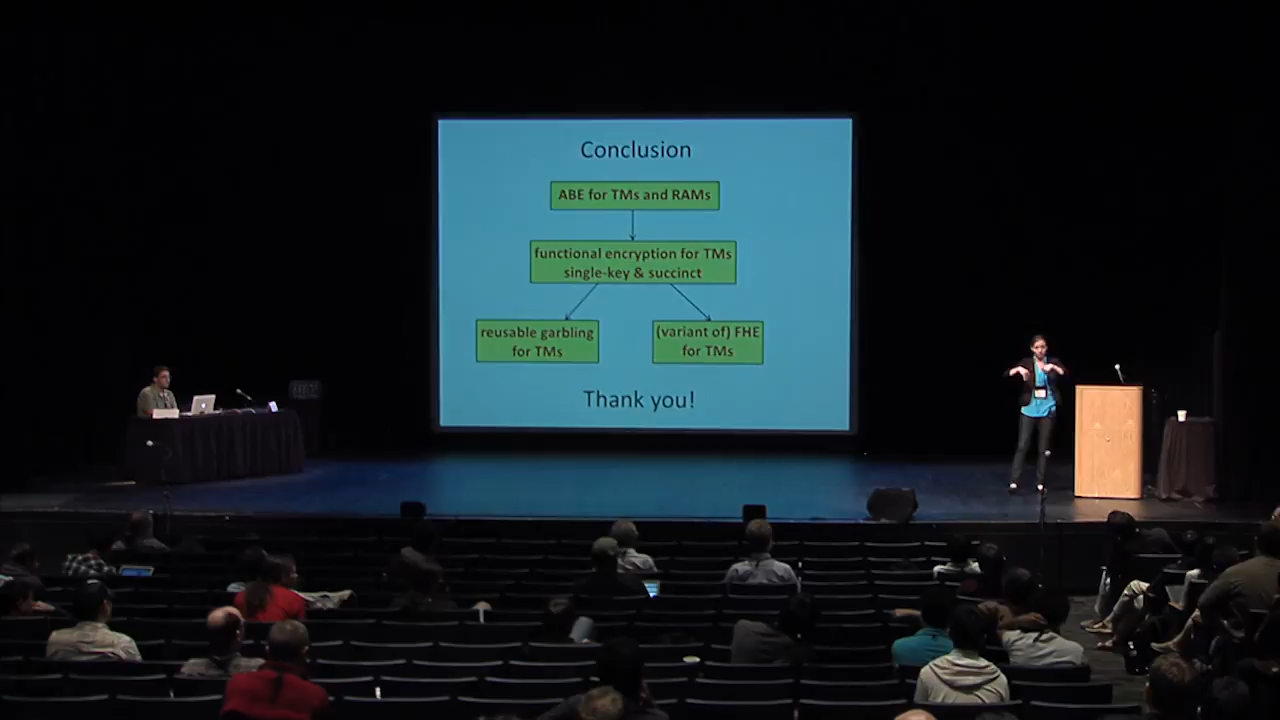 Conclusion
ABE for TMs and RAMs
functional encryption for TMs
single-key & succinct
reusable garbling
for TMs
(variant of) FHE
for TMs
Thank you!